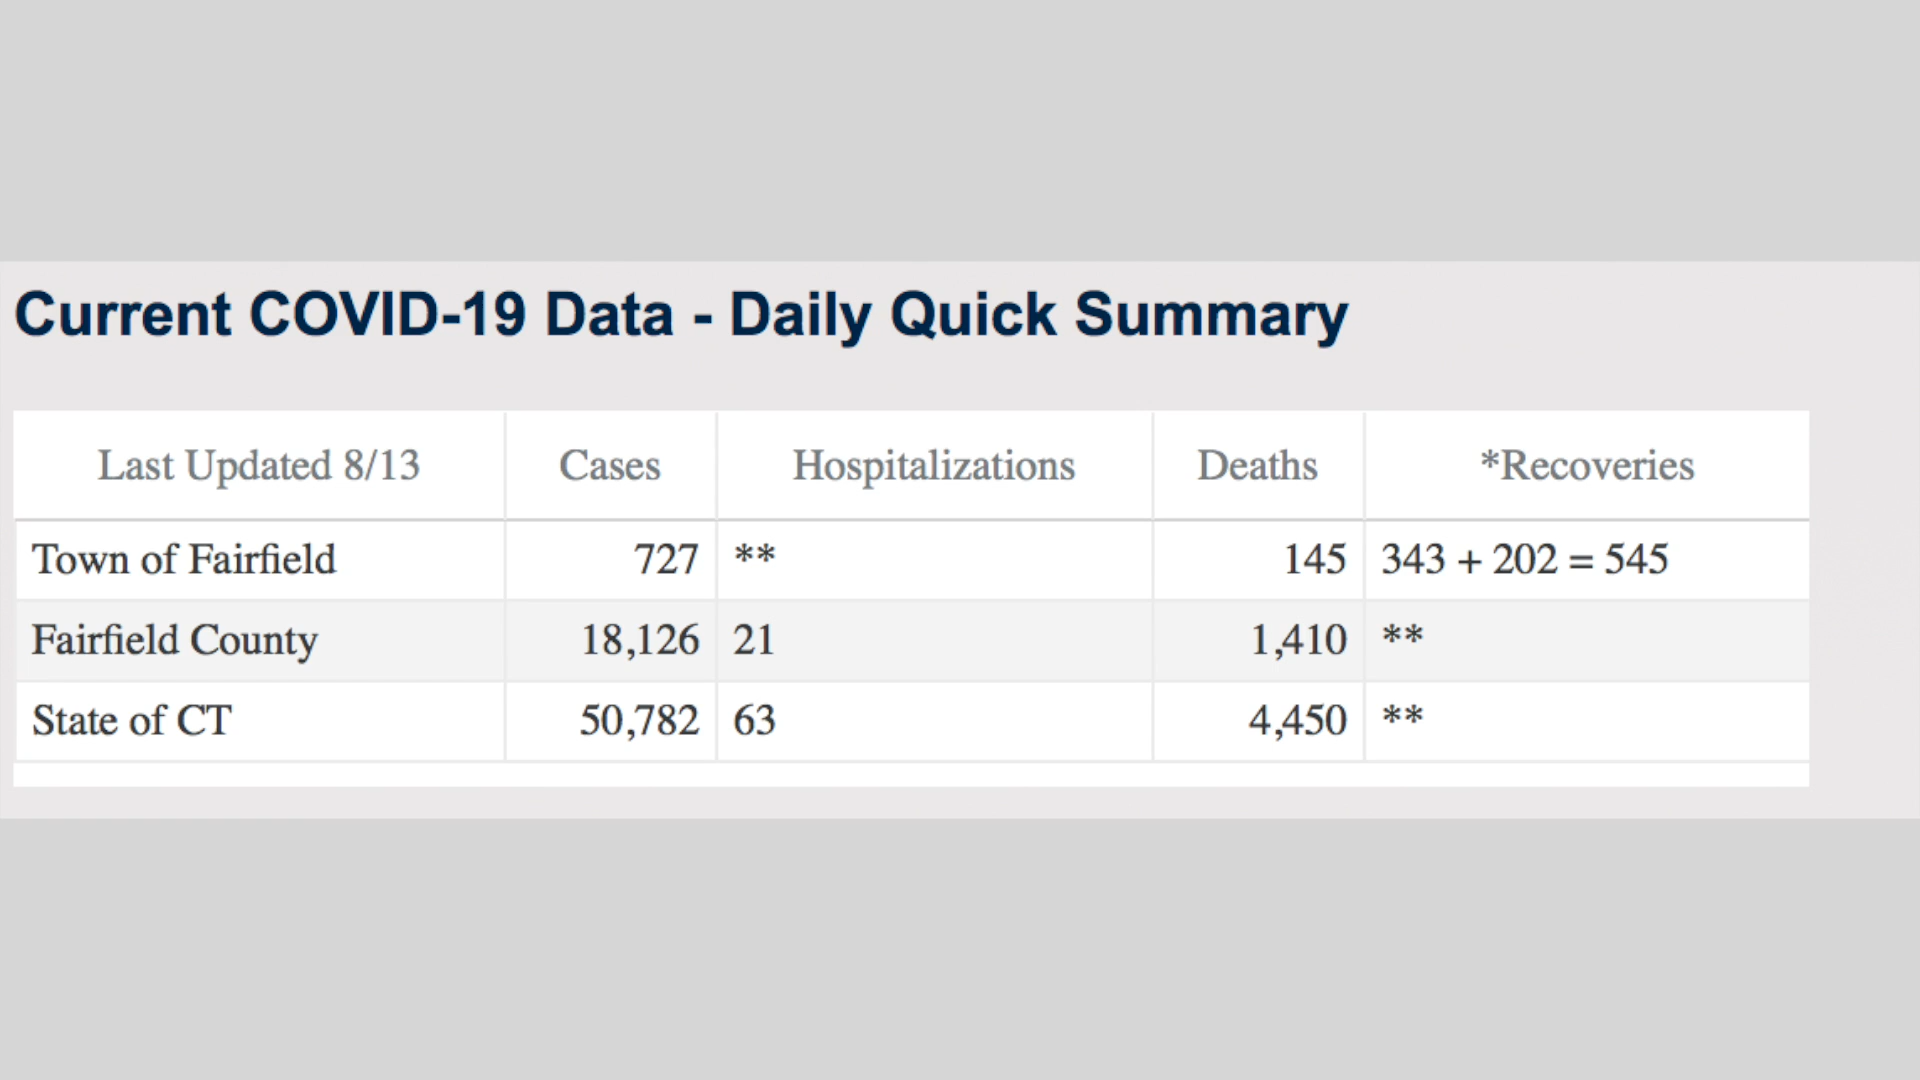 Current COVID-19 Data - Daily Quick Summary
Last Updated 8/13 Cases Hospitalizations Deaths *Recoveries
Town of Fairfield 727 ** 145 343 + 202 = 545
Fairfield County 18,126 21 1,410 **
State of CT 50,782 63 4,450 **